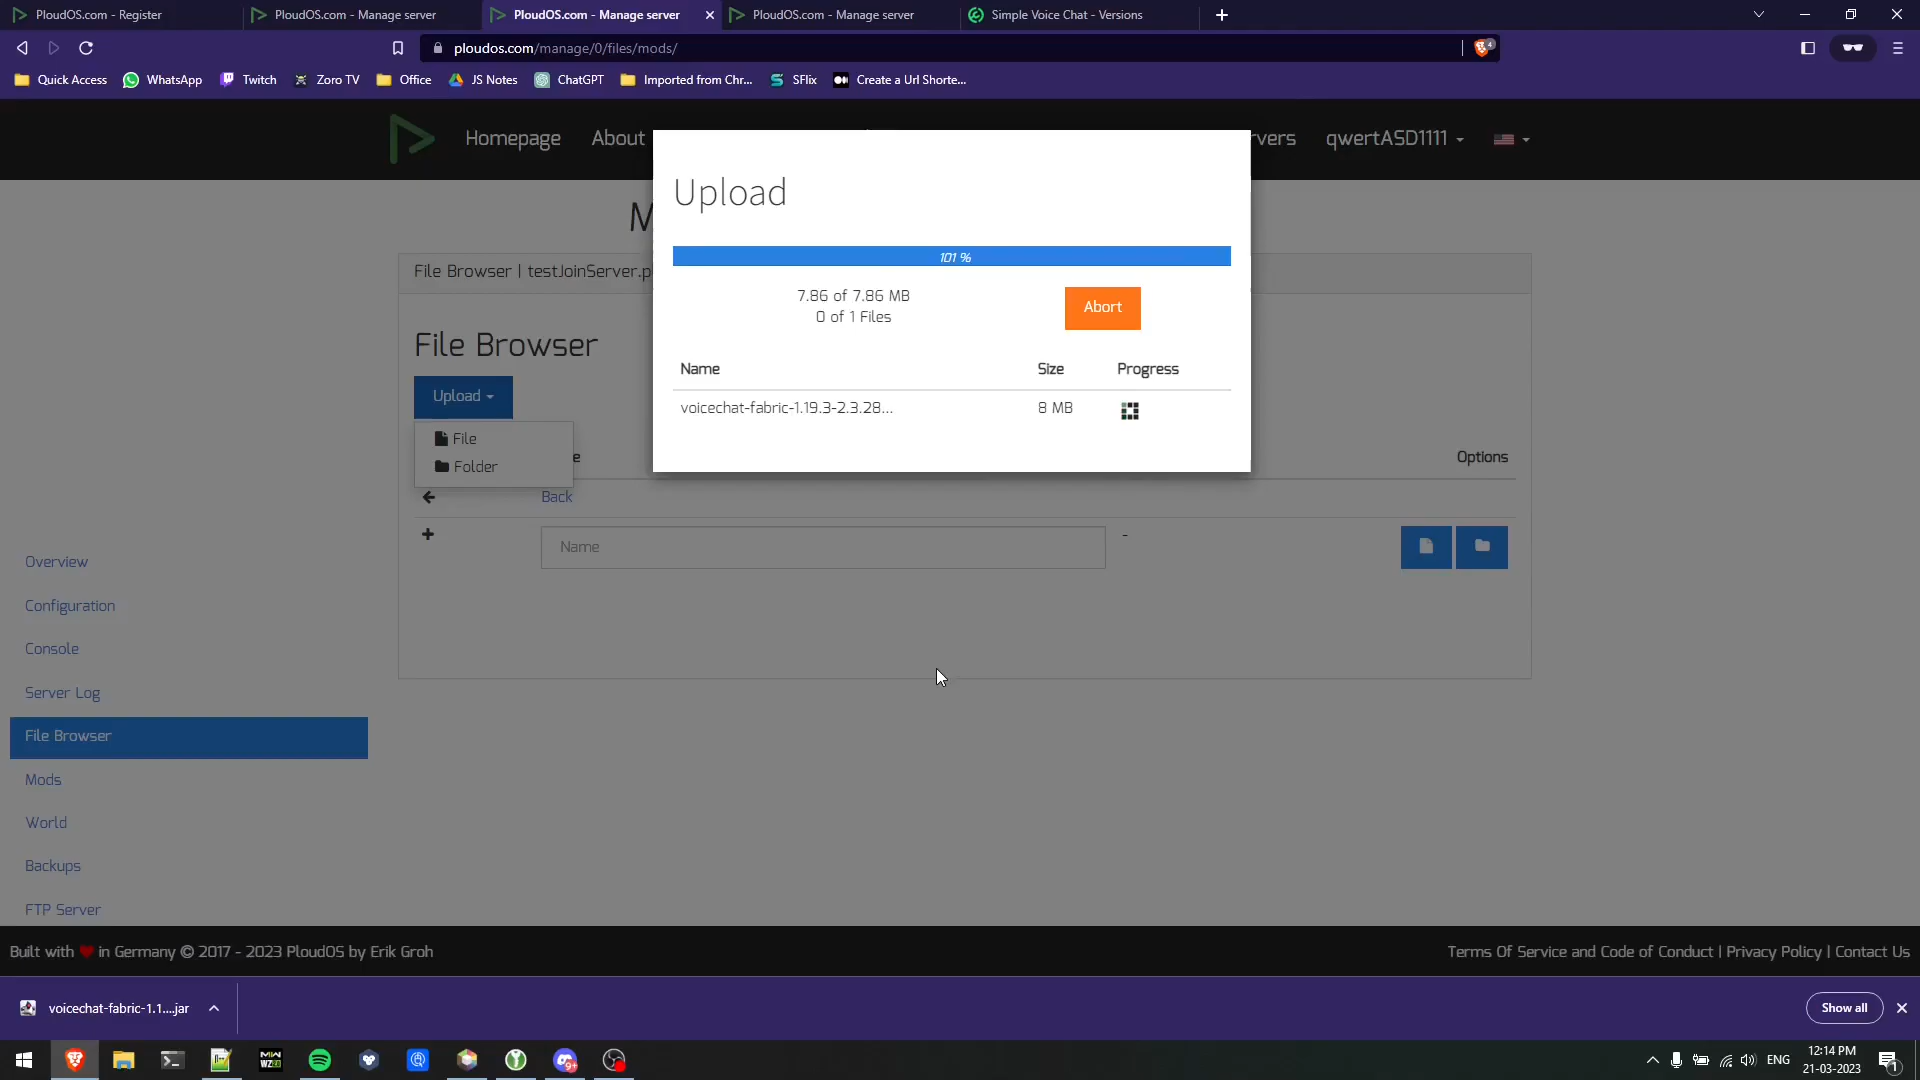 PloudOS.com - Register
PloudOS.com - Manage server
PloudOS.com - Manage server
PloudOS.com - Manage server
Simple Voice Chat - Versions
ploudos.com/manage/0/files/mods/
4
Quick Access
WhatsApp
Twitch
Zoro TV
Office
JS Notes
ChatGPT
Imported from Chr...
SFlix
Create a Url Shorte...
Homepage
About
rvers
qwertASD1111
M
File Browser | testJoinServer.p
Upload
101 %
7.86 of 7.86 MB
0 of 1 Files
Abort
Name
Size
Progress
voicechat-fabric-1.19.3-2.3.28...
8 MB
File Browser
Upload
File
Folder
e
Options
Back
Name
-
Overview
Configuration
Console
Server Log
File Browser
Mods
World
Backups
FTP Server
Built with ❤ in Germany © 2017 - 2023 PloudOS by Erik Groh
Terms Of Service and Code of Conduct | Privacy Policy | Contact Us
voicechat-fabric-1.1....jar
Show all
MW
WZ2.0
9+
ENG
12:14 PM
21-03-2023
1